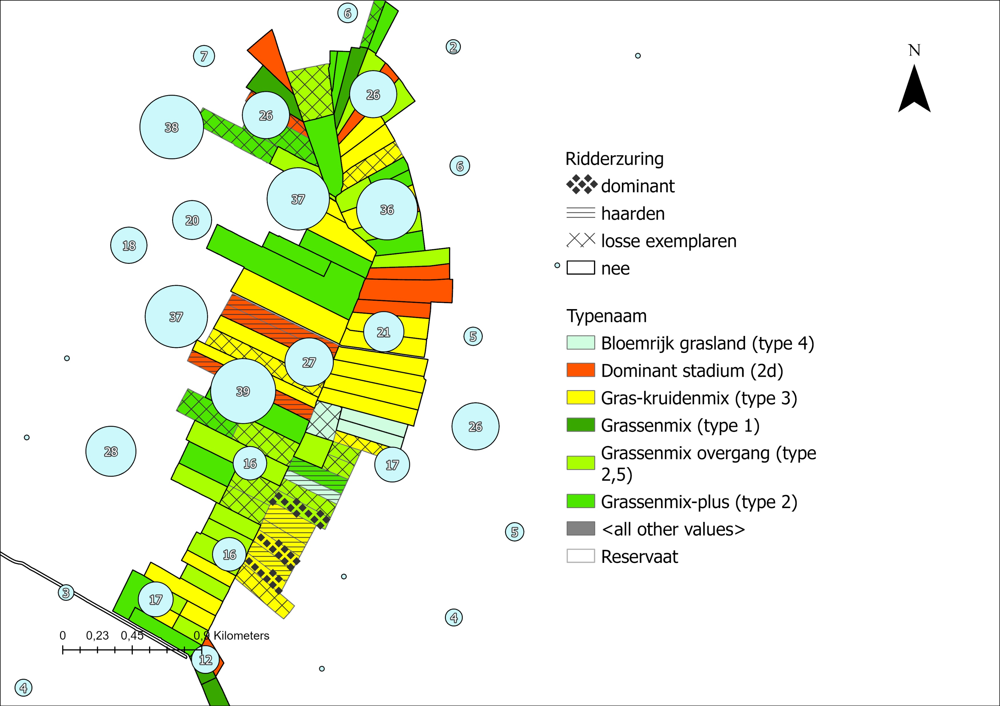 6
2
7
N
26
26
38
Ridderzuring
6
dominant
37
36
haarden
20
losse exemplaren
18
nee
37
Typenaam
21
5
Bloemrijk grasland (type 4)
27
Dominant stadium (2d)
39
Gras-kruidenmix (type 3)
26
Grassenmix (type 1)
28
16
17
Grassenmix overgang (type
2,5)
Grassenmix-plus (type 2)
5
<all other values>
16
Reservaat
3
17
4
0 0,23 0,45 0,9 Kilometers
12
4